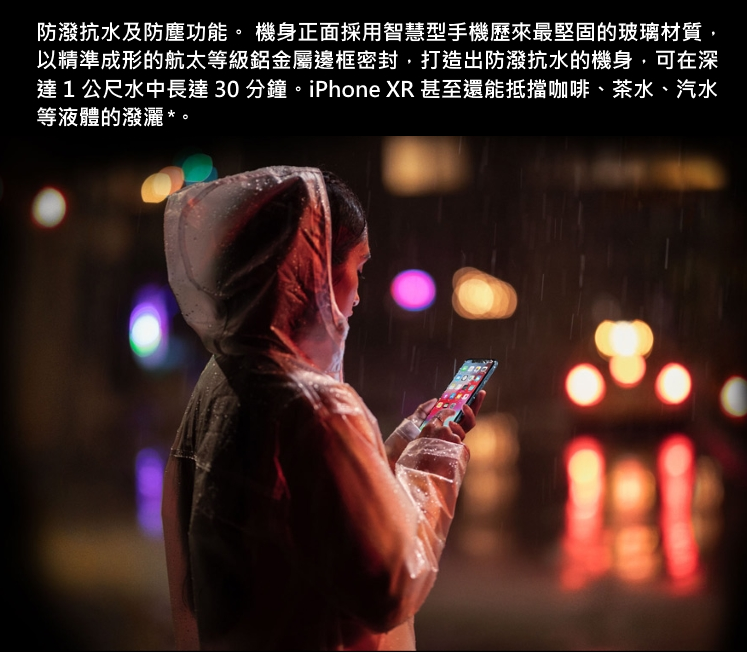 防潑抗水及防塵功能。 機身正面採用智慧型手機歷來最堅固的玻璃材質，
以精準成形的航太等級鋁金屬邊框密封，打造出防潑抗水的機身，可在深
達 1 公尺水中長達 30 分鐘。iPhone XR 甚至還能抵擋咖啡、茶水、汽水
等液體的潑灑*。